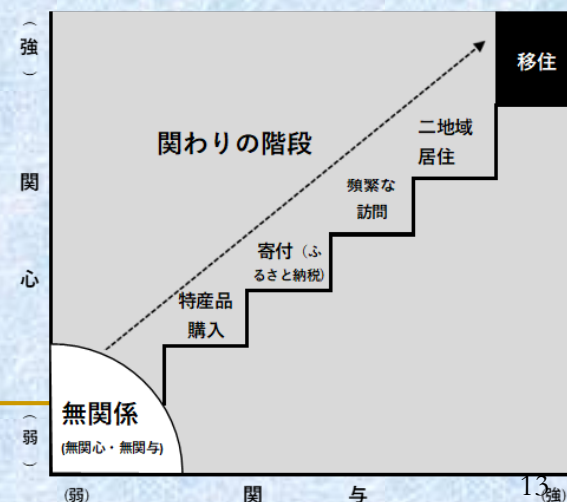 （強）
関心
（弱）
関わりの階段
移住
二地域
居住
頻繁な
訪問
寄付（ふ
るさと納税）
特産品
購入
無関係
(無関心・無関与)
(弱)
関与
(強)
13